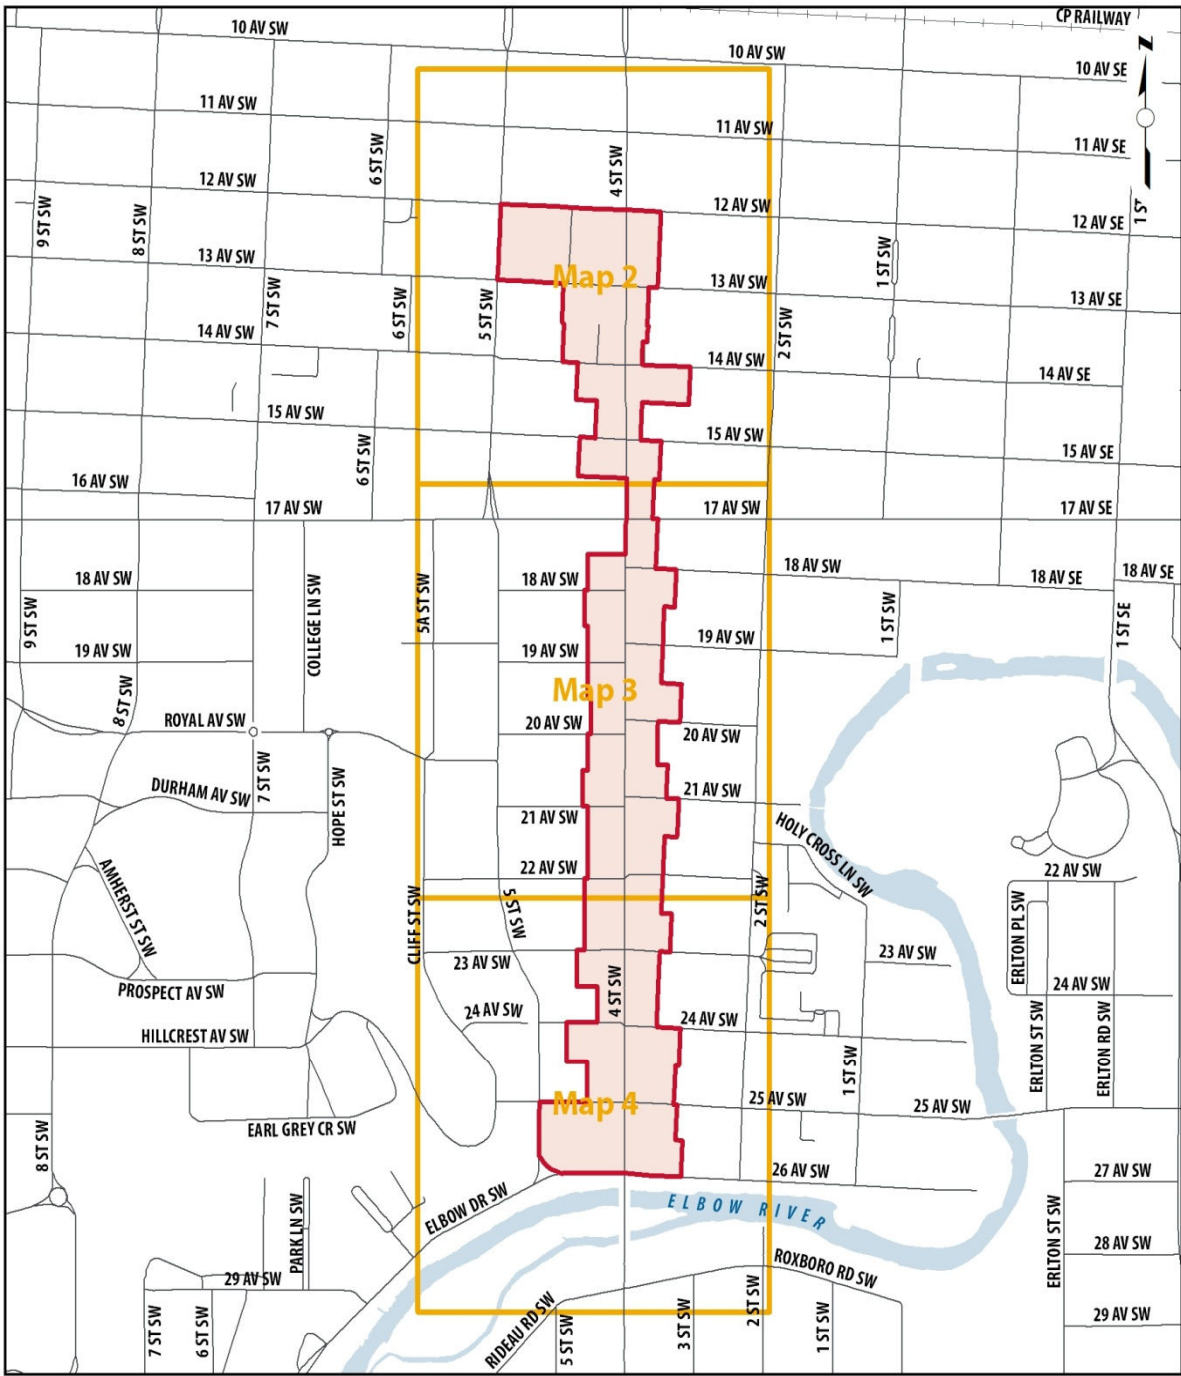 CP RAILWAY
10 AV SW
10 AV SW
10 AV SE
N
11 AV SW
11 AV SW
11 AV SE
6 ST SW
4 ST SW
12 AV SW
12 AV SW
12 AV SE
1 ST
9 ST SW
8 ST SW
13 AV SW
Map 2
13 AV SW
1 ST SW
13 AV SE
7 ST SW
6 ST SW
5 ST SW
2 ST SW
14 AV SW
14 AV SW
14 AV SE
15 AV SW
15 AV SW
15 AV SE
6 ST SW
16 AV SW
17 AV SW
17 AV SW
17 AV SE
18 AV SW
18 AV SW
18 AV SW
18 AV SE
18 AV SE
9 ST SW
COLLEGE LN SW
5A ST SW
1 ST SW
1 ST SE
19 AV SW
19 AV SW
19 AV SW
8 ST SW
Map 3
ROYAL AV SW
20 AV SW
20 AV SW
7 ST SW
DURHAM AV SW
HOPE ST SW
21 AV SW
21 AV SW
HOLY CROSS LN SW
22 AV SW
22 AV SW
AMHERST ST SW
CLIFF ST SW
5 ST SW
2 ST SW
ERLTON PL SW
23 AV SW
23 AV SW
PROSPECT AV SW
4 ST SW
24 AV SW
24 AV SW
24 AV SW
HILLCREST AV SW
1 ST SW
ERLTON ST SW
ERLTON RD SW
Map 4
25 AV SW
25 AV SW
EARL GREY CR SW
8 ST SW
26 AV SW
27 AV SW
ELBOW DR SW
ELBOW RIVER
PARK LN SW
ERLTON ST SW
28 AV SW
29 AV SW
ROXBORO RD SW
RIDEAU RD SW
29 AV SW
7 ST SW
6 ST SW
5 ST SW
3 ST SW
2 ST SW
1 ST SW